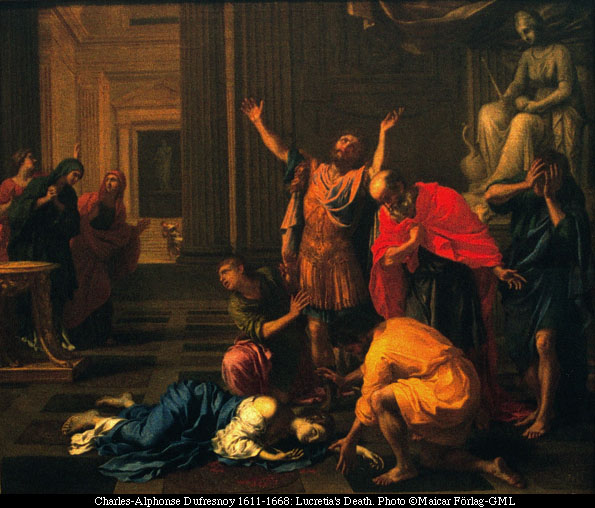 Charles-Alphonse Dufresnoy 1611-1668: Lucretia's Death. Photo ©Maicar Förlag-GML